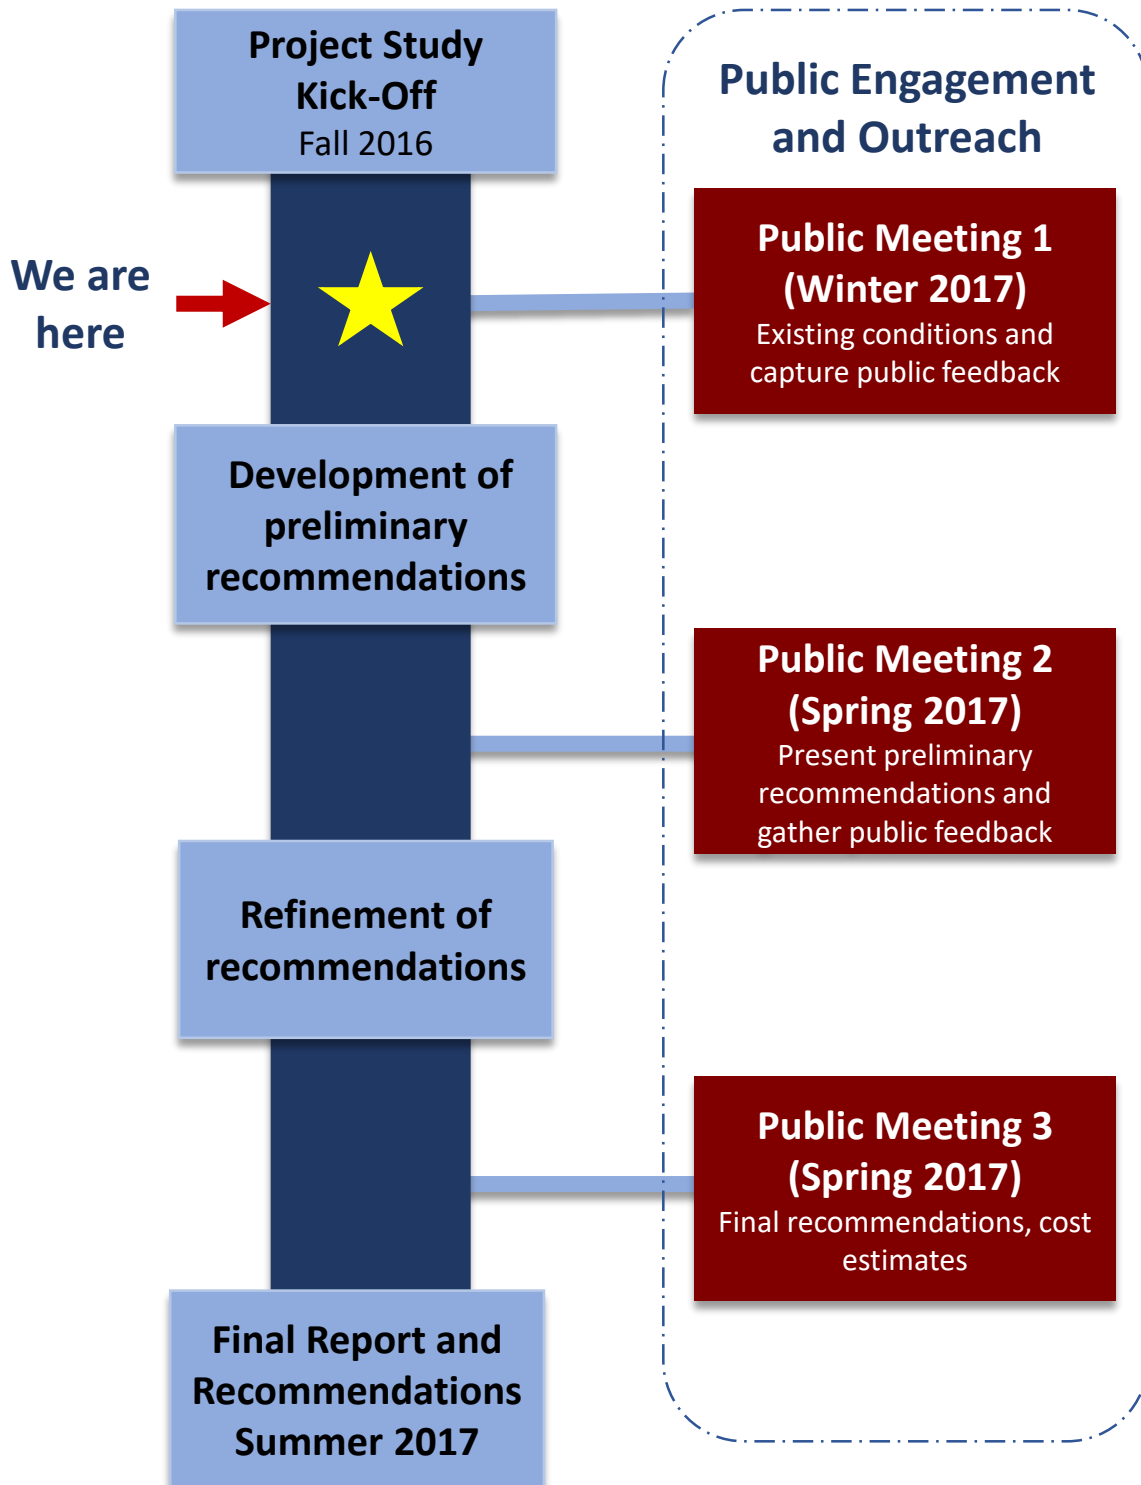 Project Study
Kick-Off
Fall 2016
Public Engagement
and Outreach
We are
here
Public Meeting 1
(Winter 2017)
Existing conditions and
capture public feedback
Development of
preliminary
recommendations
Public Meeting 2
(Spring 2017)
Present preliminary
recommendations and
gather public feedback
Refinement of
recommendations
Public Meeting 3
(Spring 2017)
Final recommendations, cost
estimates
Final Report and
Recommendations
Summer 2017